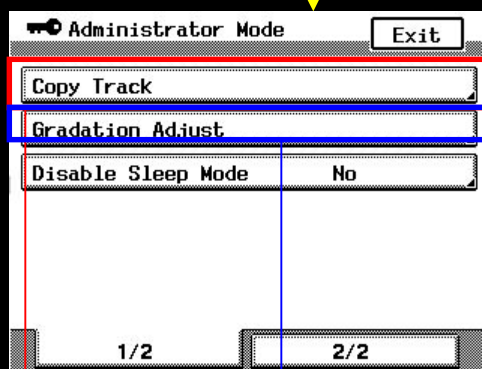 Administrator Mode
Exit
Copy Track
Gradation Adjust
Disable Sleep Mode No
1/2 2/2